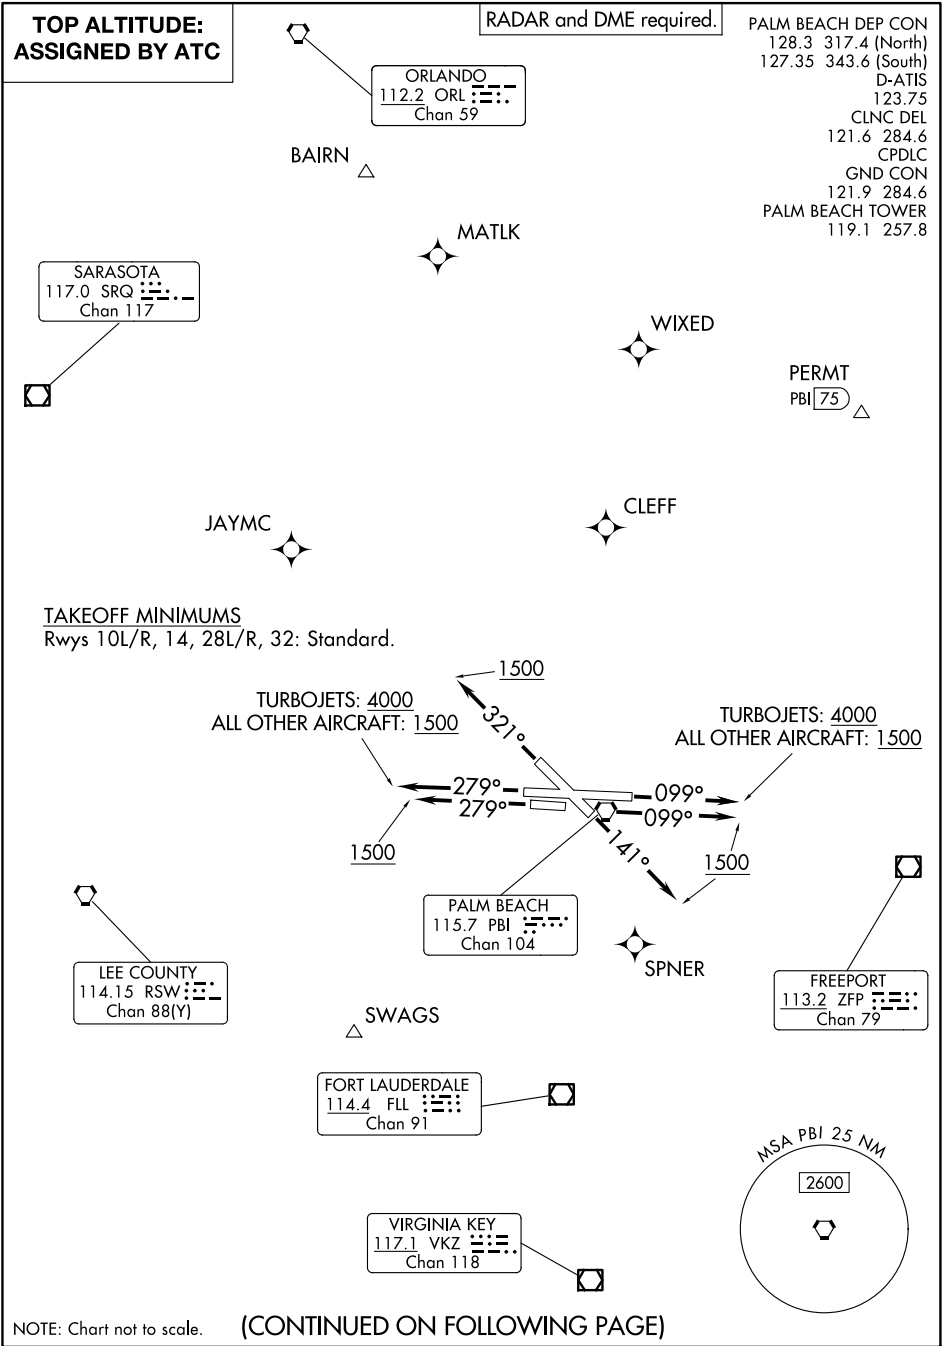 TOP ALTITUDE:
ASSIGNED BY ATC
RADAR and DME required.
PALM BEACH DEP CON
128.3 317.4 (North)
127.35 343.6 (South)
D-ATIS
123.75
CLNC DEL
121.6 284.6
CPDLC
GND CON
121.9 284.6
PALM BEACH TOWER
119.1 257.8
ORLANDO
112.2 ORL
Chan 59
BAIRN
MATLK
SARASOTA
117.0 SRQ
Chan 117
WIXED
PERMT
PBI 75
JAYMC
CLEFF
TAKEOFF MINIMUMS
Rwys 10L/R, 14, 28L/R, 32: Standard.
1500
321°
TURBOJETS: 4000
ALL OTHER AIRCRAFT: 1500
TURBOJETS: 4000
ALL OTHER AIRCRAFT: 1500
279°
279°
099°
099°
141°
1500
1500
PALM BEACH
115.7 PBI
Chan 104
SPNER
LEE COUNTY
114.15 RSW
Chan 88(Y)
FREEPORT
113.2 ZFP
Chan 79
SWAGS
FORT LAUDERDALE
114.4 FLL
Chan 91
MSA PBI 25 NM
2600
VIRGINIA KEY
117.1 VKZ
Chan 118
NOTE: Chart not to scale.
(CONTINUED ON FOLLOWING PAGE)